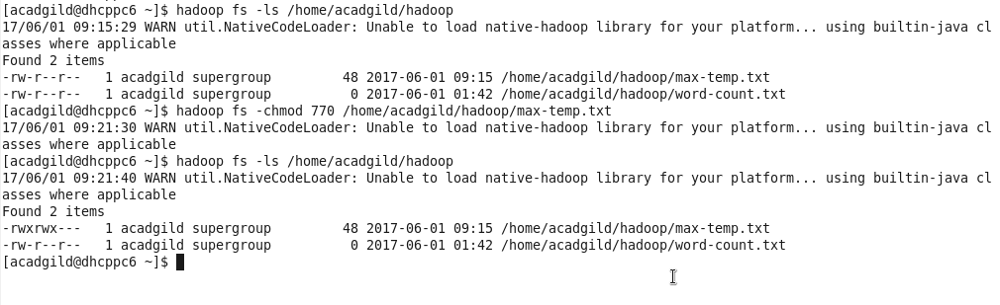 [acadgild@dhcppc6 ~]$ hadoop fs -ls /home/acadgild/hadoop
17/06/01 09:15:29 WARN util.NativeCodeLoader: Unable to load native-hadoop library for your platform... using builtin-java cl
asses where applicable
Found 2 items
-rw-r--r--   1 acadgild supergroup         48 2017-06-01 09:15 /home/acadgild/hadoop/max-temp.txt
-rw-r--r--   1 acadgild supergroup          0 2017-06-01 01:42 /home/acadgild/hadoop/word-count.txt
[acadgild@dhcppc6 ~]$ hadoop fs -chmod 770 /home/acadgild/hadoop/max-temp.txt
17/06/01 09:21:30 WARN util.NativeCodeLoader: Unable to load native-hadoop library for your platform... using builtin-java cl
asses where applicable
[acadgild@dhcppc6 ~]$ hadoop fs -ls /home/acadgild/hadoop
17/06/01 09:21:40 WARN util.NativeCodeLoader: Unable to load native-hadoop library for your platform... using builtin-java cl
asses where applicable
Found 2 items
-rwxrwx---   1 acadgild supergroup         48 2017-06-01 09:15 /home/acadgild/hadoop/max-temp.txt
-rw-r--r--   1 acadgild supergroup          0 2017-06-01 01:42 /home/acadgild/hadoop/word-count.txt
[acadgild@dhcppc6 ~]$